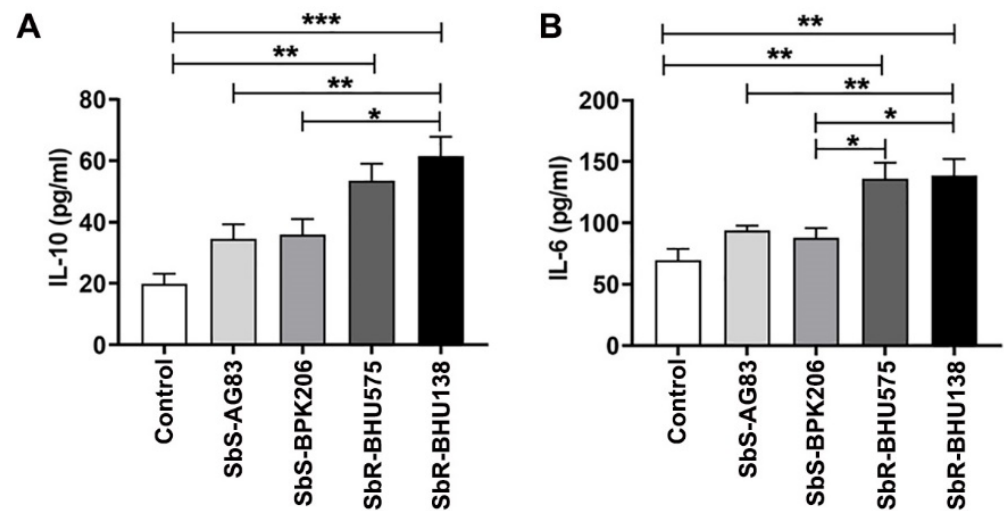 A
***
**
**
*
80
60
40
20
0
IL-10 (pg/ml)
Control
SbS-AG83
SbS-BPK206
SbR-BHU575
SbR-BHU138
B
**
**
**
*
*
200
150
100
50
0
IL-6 (pg/ml)
Control
SbS-AG83
SbS-BPK206
SbR-BHU575
SbR-BHU138